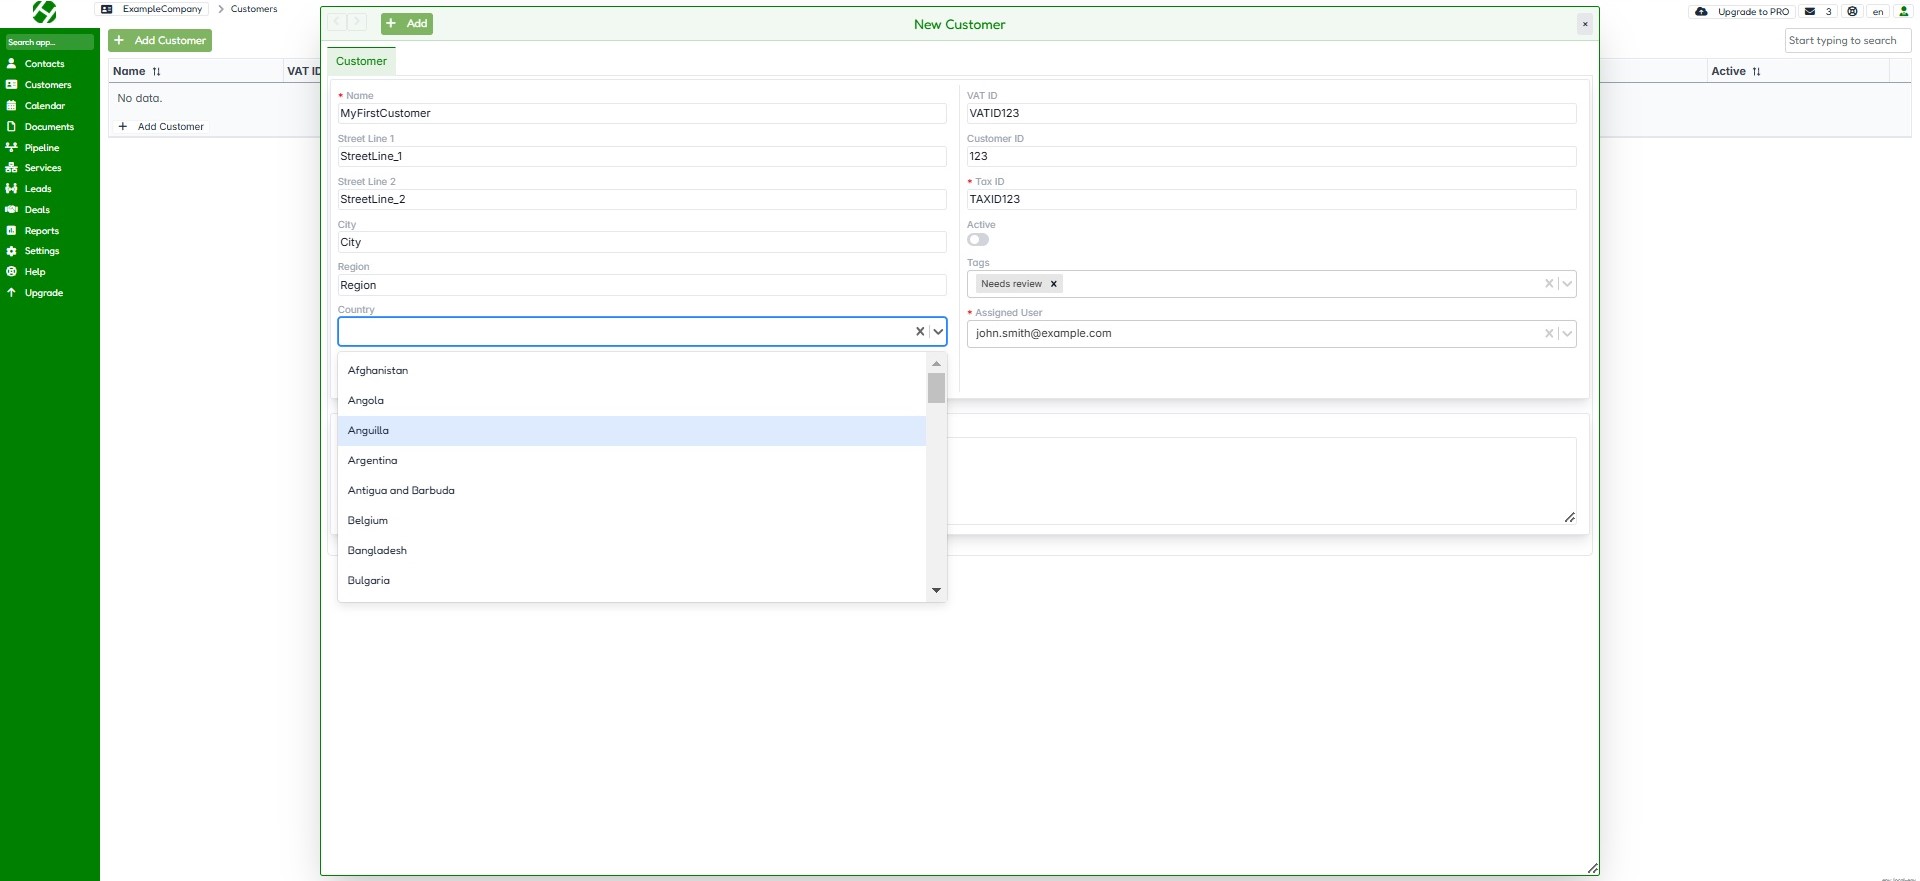 ExampleCompany > Customers
Upgrade to PRO 3 en
Search app...
Contacts
Customers
Calendar
Documents
Pipeline
Services
Leads
Deals
Reports
Settings
Help
Upgrade
+ Add Customer
Start typing to search
Name VAT ID Active
No data.
+ Add Customer
+ Add
New Customer
×
Customer
* Name
MyFirstCustomer
Street Line 1
StreetLine_1
Street Line 2
StreetLine_2
City
City
Region
Region
Country
Afghanistan
Angola
Anguilla
Argentina
Antigua and Barbuda
Belgium
Bangladesh
Bulgaria
VAT ID
VATID123
Customer ID
123
* Tax ID
TAXID123
Active
Tags
Needs review ×
* Assigned User
john.smith@example.com